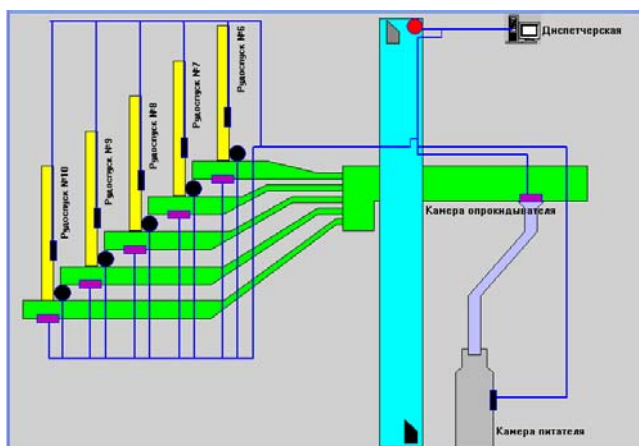 Диспетчерская
Рудоспуск №6
Рудоспуск №7
Рудоспуск №8
Рудоспуск №9
Рудоспуск №10
Камера опрокидывателя
Камера питателя